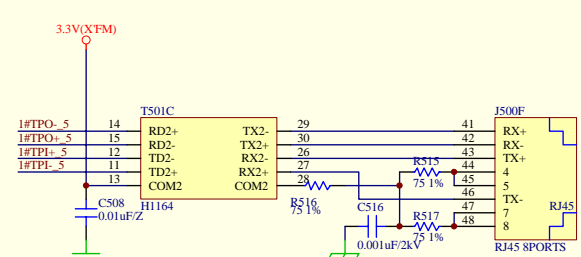 3.3V(X'FM)
T501C
J500F
1#TPO-_5 14 RD2+ TX2- 29 41 RX+
1#TPO+_5 15 RD2- TX2+ 30 42 RX-
1#TPI+_5 12 TD2- RX2- 26 43 TX+
1#TPI-_5 11 TD2+ RX2+ 27 R515 44 4
13 COM2 COM2 28 75 1% 45 5
H1164 R516 46 TX-
75 1%
C508
0.01uF/Z
C516 R517 47 7
75 1% 48 8
0.001uF/2kV
RJ45
RJ45 8PORTS